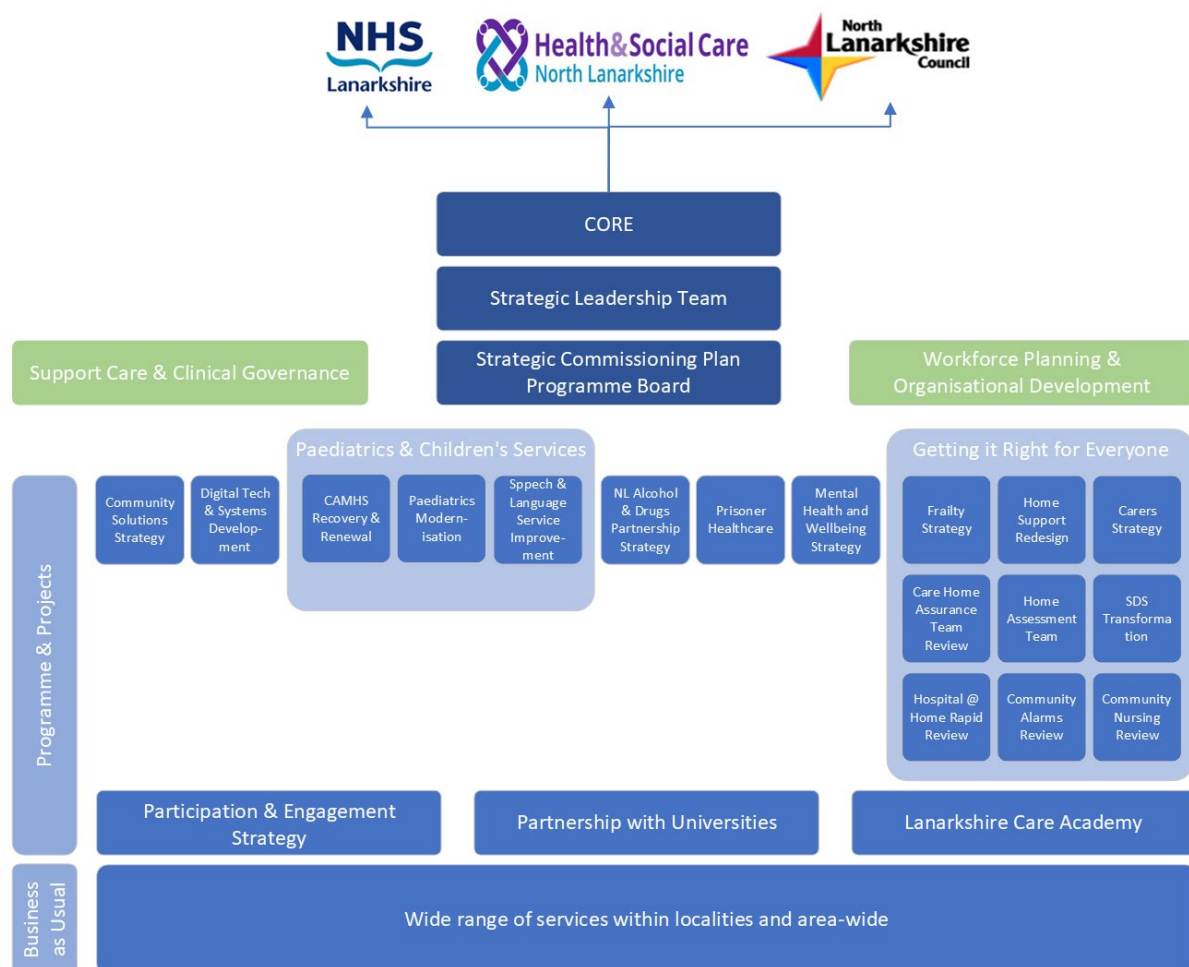 NHS
Lanarkshire
Health&Social Care
North Lanarkshire
North
Lanarkshire
Council
CORE
Strategic Leadership Team
Support Care & Clinical Governance
Strategic Commissioning Plan
Programme Board
Workforce Planning &
Organisational Development
Programme & Projects
Community
Solutions
Strategy
Digital Tech
& Systems
Develop-
ment
Paediatrics & Children's Services
CAMHS
Recovery &
Renewal
Paediatrics
Modern-
isation
Sppech &
Language
Service
Improve-
ment
NL Alcohol
& Drugs
Partnership
Strategy
Prisoner
Healthcare
Mental
Health and
Wellbeing
Strategy
Getting it Right for Everyone
Frailty
Strategy
Home
Support
Redesign
Carers
Strategy
Care Home
Assurance
Team
Review
Home
Assessment
Team
SDS
Transforma
tion
Hospital @
Home Rapid
Review
Community
Alarms
Review
Community
Nursing
Review
Participation & Engagement
Strategy
Partnership with Universities
Lanarkshire Care Academy
Business
as Usual
Wide range of services within localities and area-wide